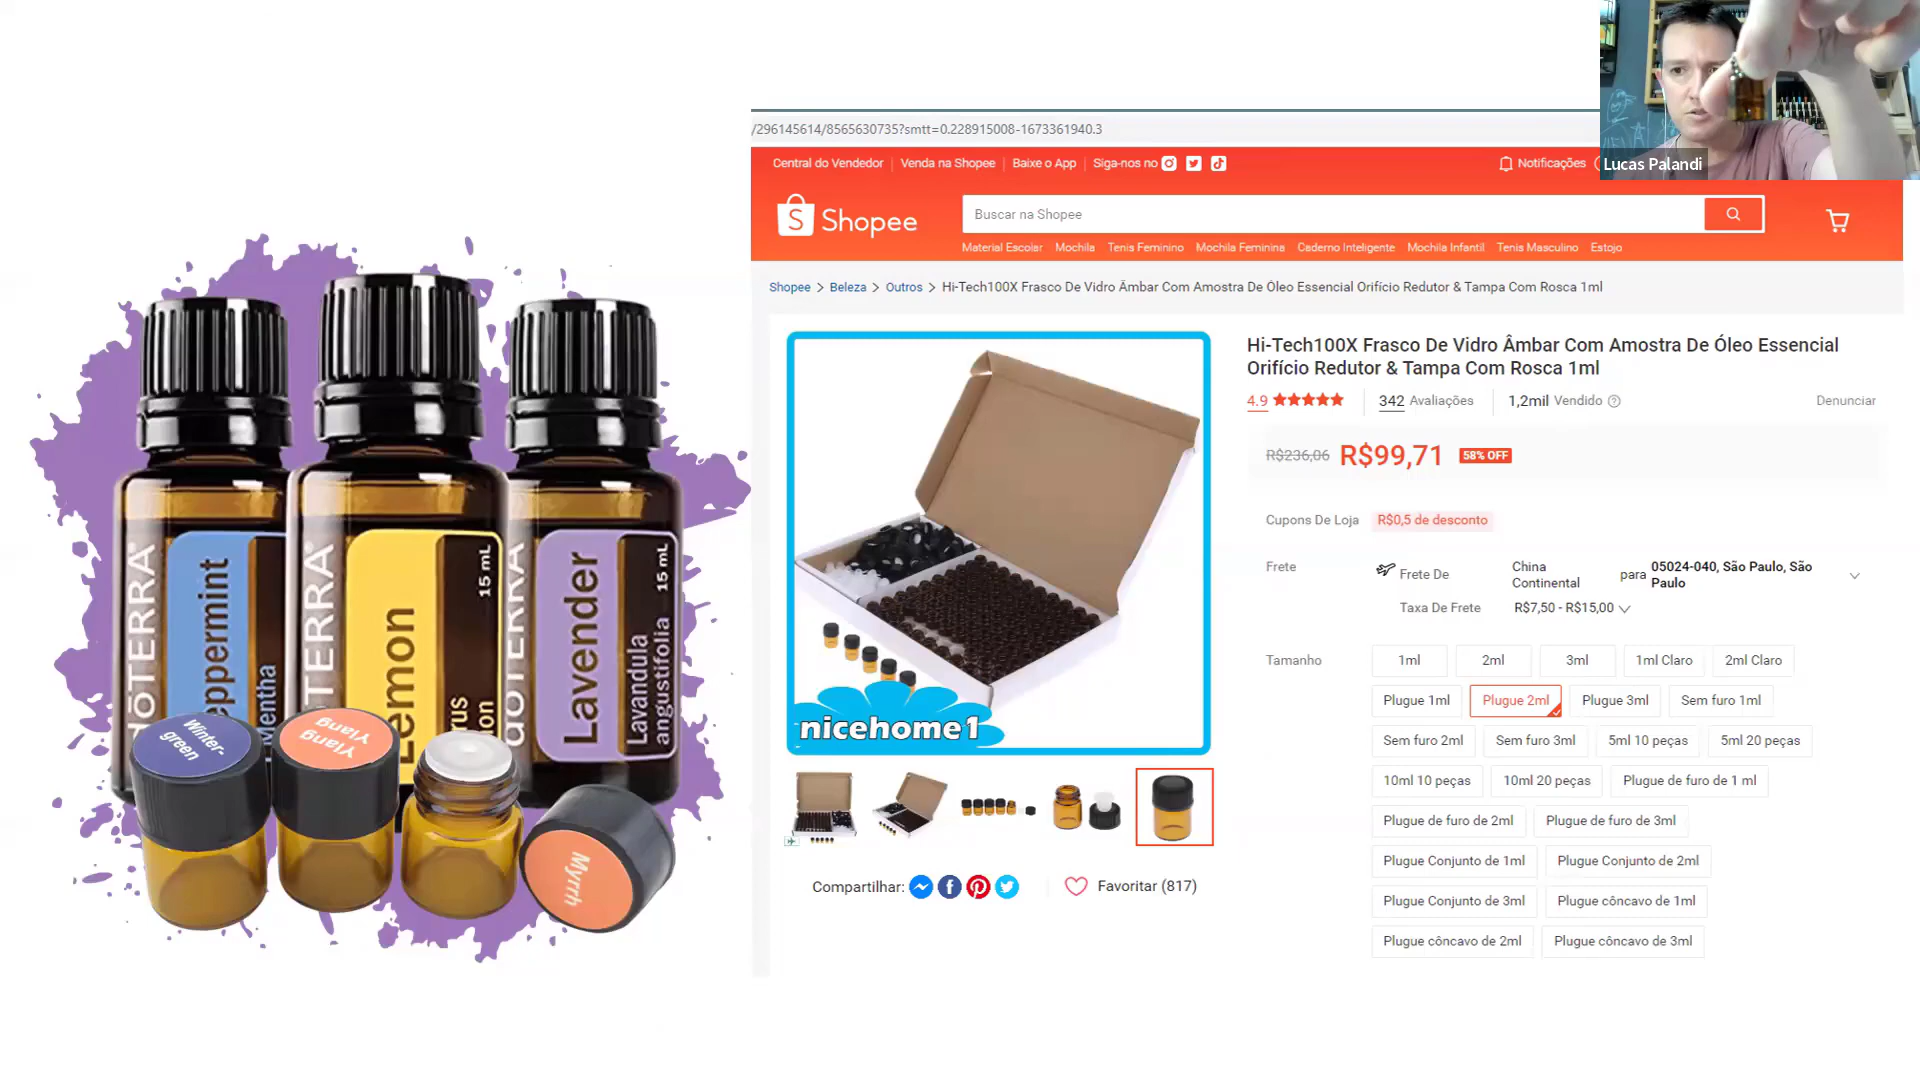 /296145614/8565630735?smtt=0.228915008-1673361940.3
Central do Vendedor
Venda na Shopee
Baixe o App
Siga-nos no
Notificações
Lucas Palandi
Shopee
Buscar na Shopee
Material Escolar Mochila Tenis Feminino Mochila Feminina Caderno Inteligente Mochila Infantil Tenis Masculino Estojo
Shopee > Beleza > Outros > Hi-Tech100X Frasco De Vidro Âmbar Com Amostra De Óleo Essencial Orifício Redutor & Tampa Com Rosca 1ml
Hi-Tech100X Frasco De Vidro Âmbar Com Amostra De Óleo Essencial
Orifício Redutor & Tampa Com Rosca 1ml
4.9
342 Avaliações
1,2mil Vendido
Denunciar
R$236,06 R$99,71 58% OFF
Cupons De Loja R$0,5 de desconto
Frete
Frete De
China
Continental
para
05024-040, São Paulo, São
Paulo
Taxa De Frete
R$7,50 - R$15,00
Tamanho
1ml 2ml 3ml 1ml Claro 2ml Claro
Plugue 1ml Plugue 2ml Plugue 3ml Sem furo 1ml
Sem furo 2ml Sem furo 3ml 5ml 10 peças 5ml 20 peças
10ml 10 peças 10ml 20 peças Plugue de furo de 1 ml
Plugue de furo de 2ml Plugue de furo de 3ml
Plugue Conjunto de 1ml Plugue Conjunto de 2ml
Plugue Conjunto de 3ml Plugue côncavo de 1ml
Plugue côncavo de 2ml Plugue côncavo de 3ml
nicehome1
Compartilhar:
Favoritar (817)
dōTERRA
eppermint
Mentha
TERRA
Lemon
15 mL
dōTERRA
Lavender
Lavandula
angustifolia
15 mL
Winter-
green
Ylang
Ylang
Myrrh